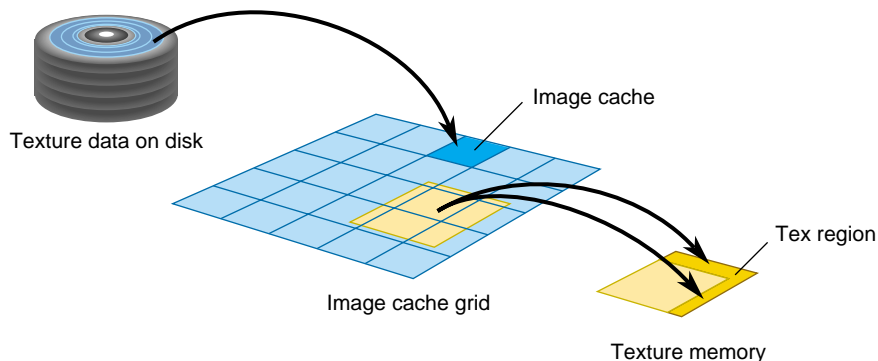 Image cache
Texture data on disk
Tex region
Image cache grid
Texture memory